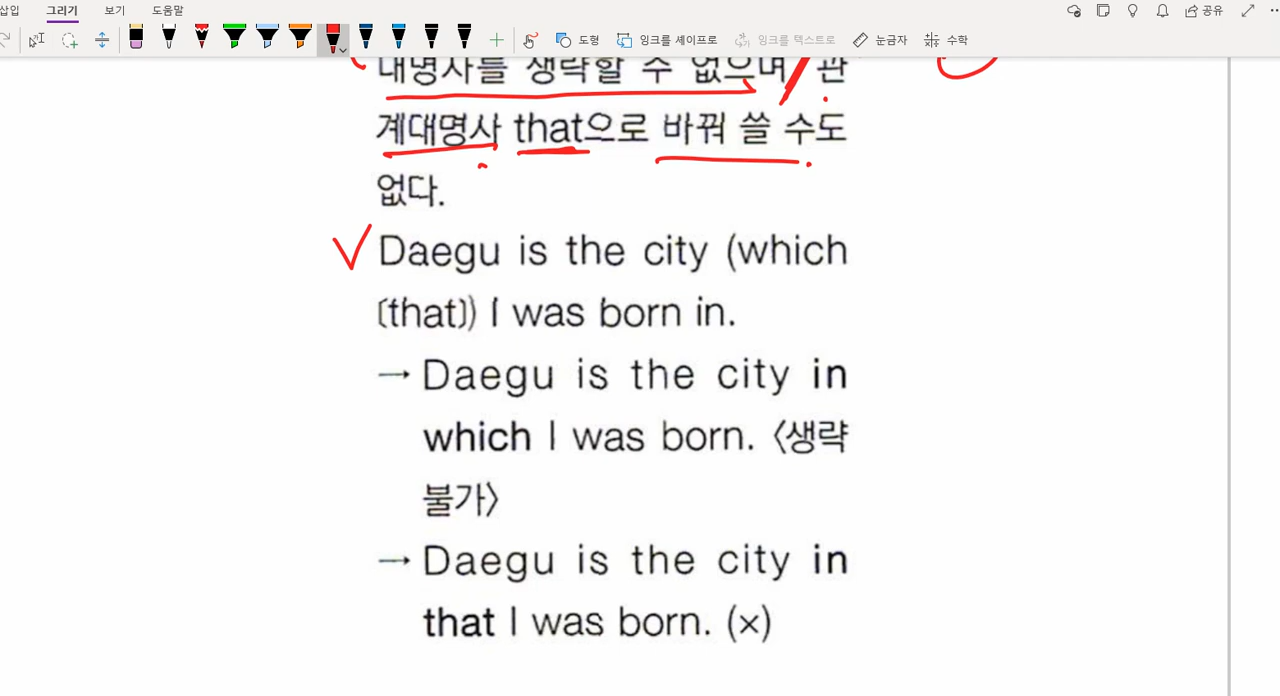 삽입 그리기 보기 도움말 공유
도형 잉크를 셰이프로 잉크를 텍스트로 눈금자 수학
대명사를 생략할 수 없으며 관
계대명사 that으로 바꿔 쓸 수도
없다.
Daegu is the city (which
(that)) I was born in.
→ Daegu is the city in
which I was born. 〈생략
불가〉
→ Daegu is the city in
that I was born. (×)